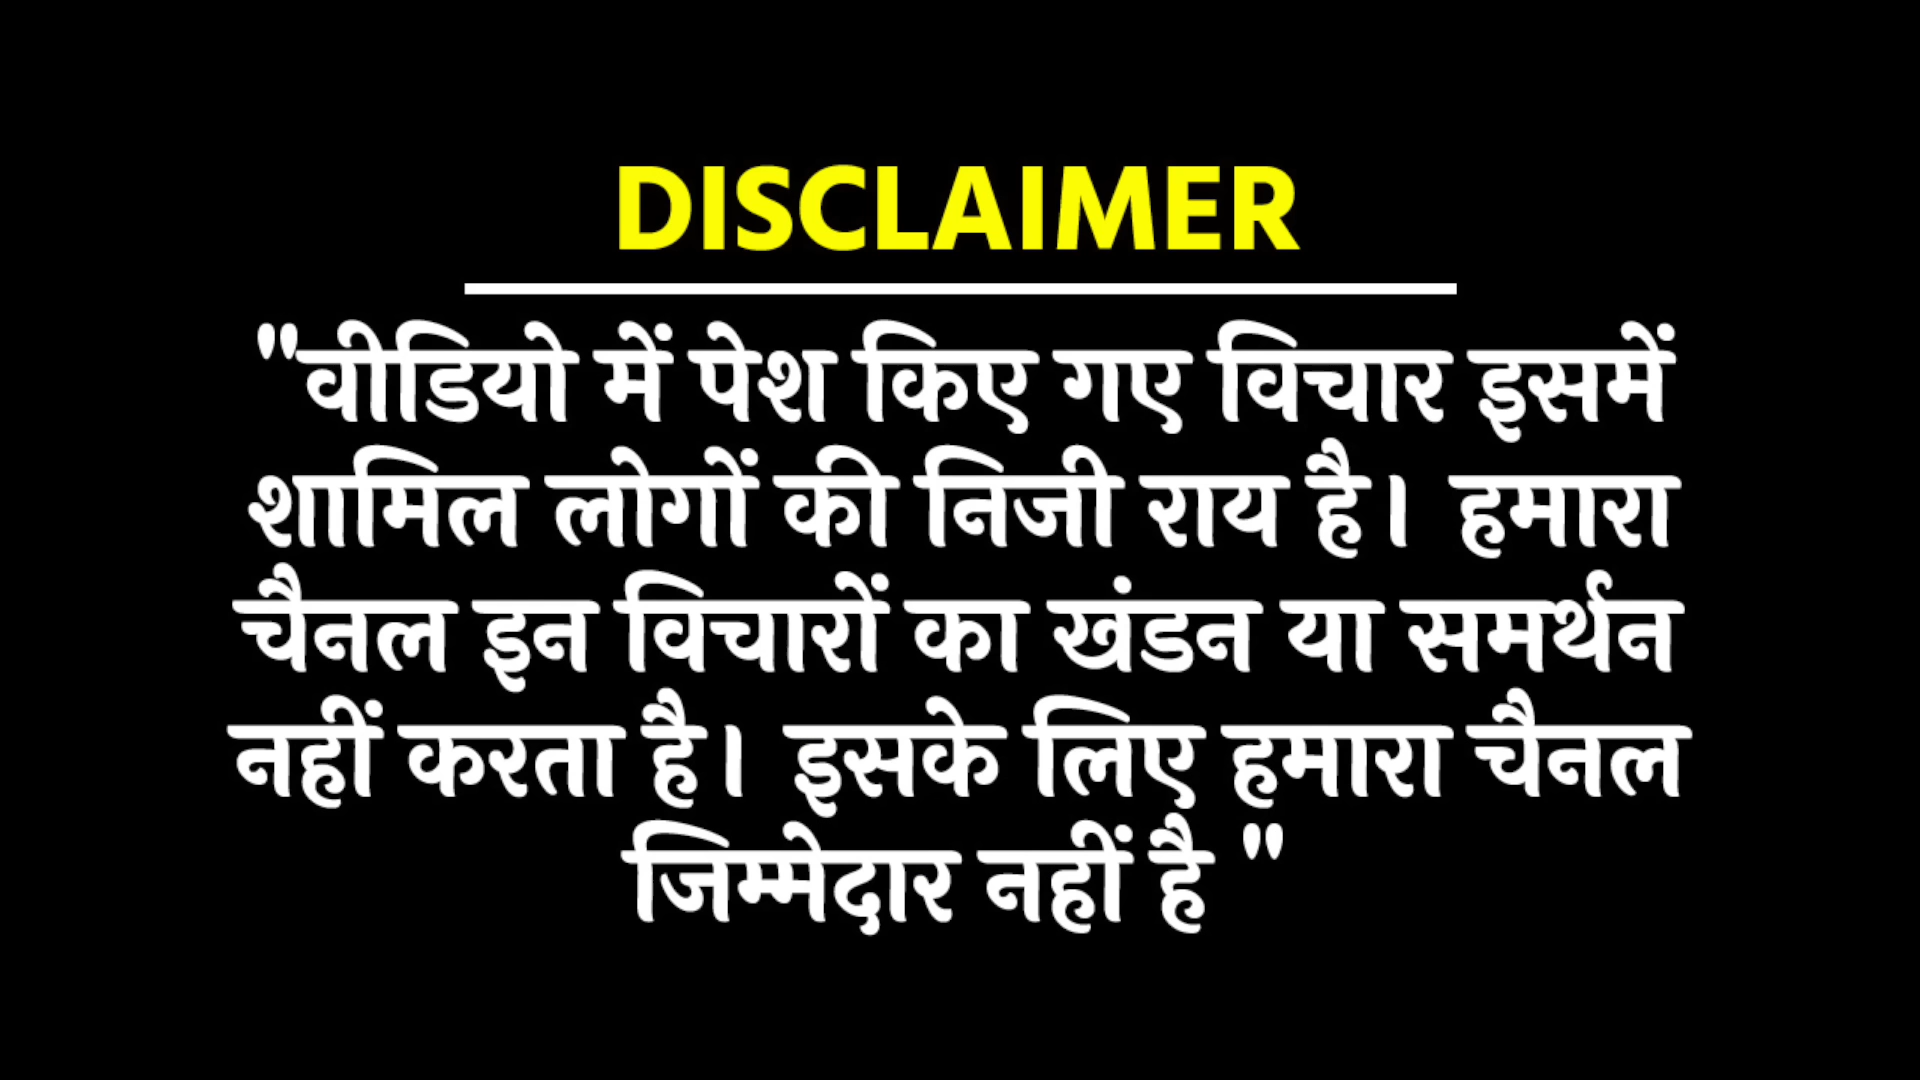 DISCLAIMER
"वीडियो में पेश किए गए विचार इसमें
शामिल लोगों की निजी राय है। हमारा
चैनल इन विचारों का खंडन या समर्थन
नहीं करता है। इसके लिए हमारा चैनल
जिम्मेदार नहीं है "